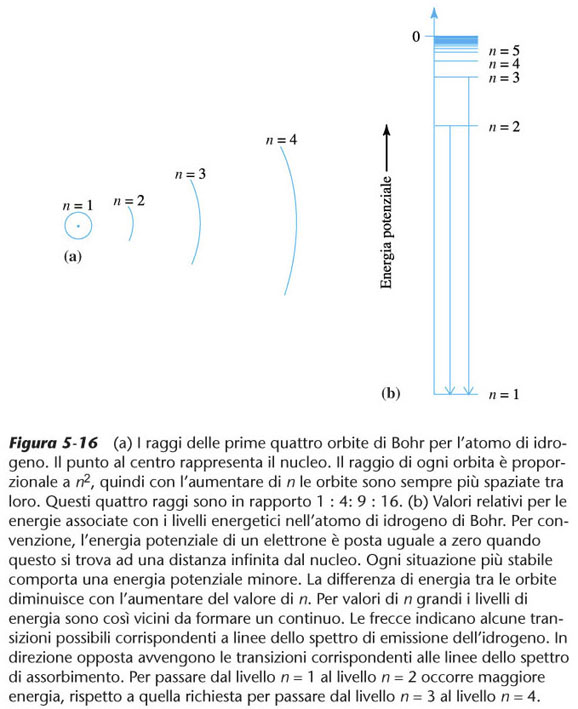 0
n = 5
n = 4
n = 3
n = 2
n = 4
n = 3
n = 1
n = 2
(a)
Energia potenziale
(b)
n = 1
Figura 5-16 (a) I raggi delle prime quattro orbite di Bohr per l'atomo di idro-
geno. Il punto al centro rappresenta il nucleo. Il raggio di ogni orbita è propor-
zionale a n², quindi con l'aumentare di n le orbite sono sempre più spaziate tra
loro. Questi quattro raggi sono in rapporto 1 : 4: 9 : 16. (b) Valori relativi per le
energie associate con i livelli energetici nell'atomo di idrogeno di Bohr. Per con-
venzione, l'energia potenziale di un elettrone è posta uguale a zero quando
questo si trova ad una distanza infinita dal nucleo. Ogni situazione più stabile
comporta una energia potenziale minore. La differenza di energia tra le orbite
diminuisce con l'aumentare del valore di n. Per valori di n grandi i livelli di
energia sono così vicini da formare un continuo. Le frecce indicano alcune tran-
sizioni possibili corrispondenti a linee dello spettro di emissione dell'idrogeno. In
direzione opposta avvengono le transizioni corrispondenti alle linee dello spettro
di assorbimento. Per passare dal livello n = 1 al livello n = 2 occorre maggiore
energia, rispetto a quella richiesta per passare dal livello n = 3 al livello n = 4.